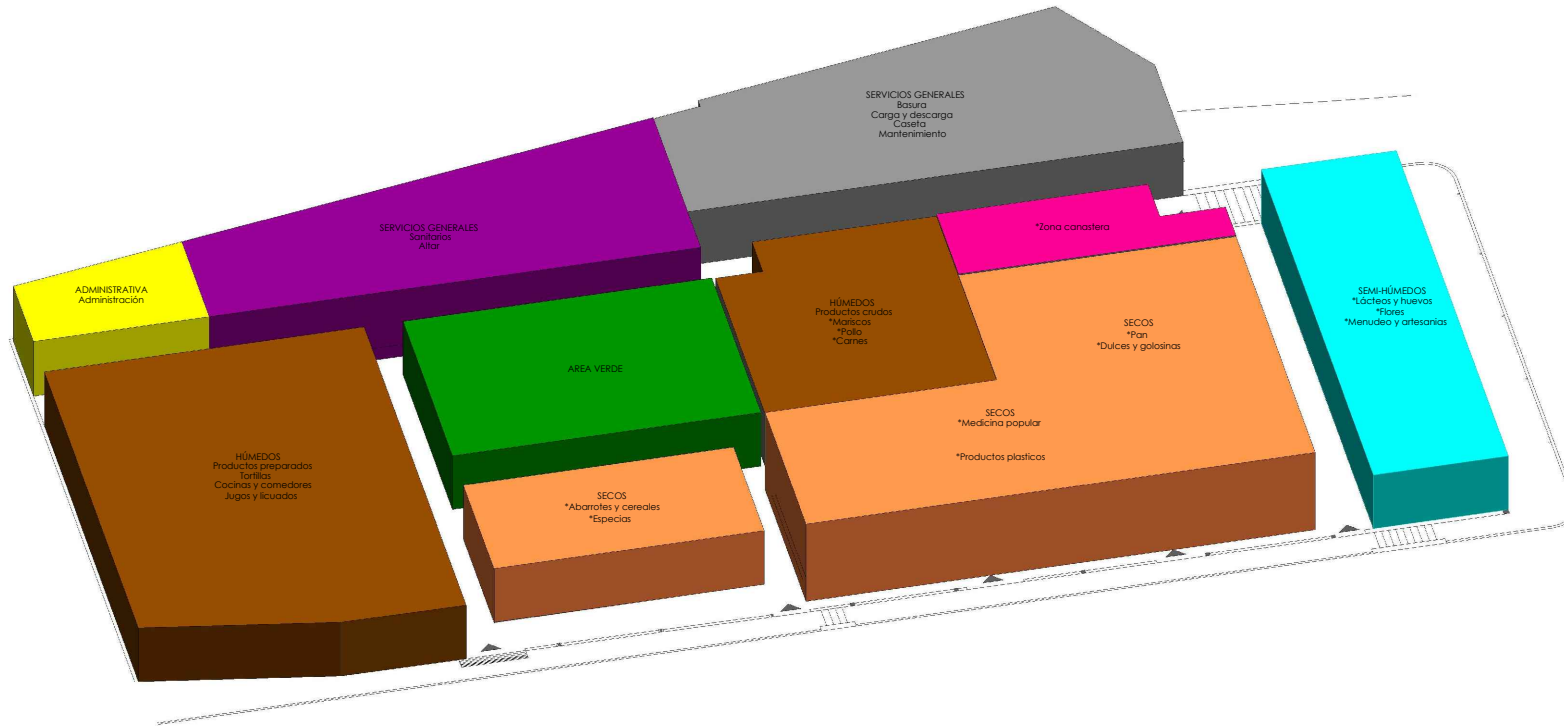 SERVICIOS GENERALES
Basura
Carga y descarga
Caseta
Mantenimiento
SERVICIOS GENERALES
Sanitarios
Altar
*Zona canastera
ADMINISTRATIVA
Administración
HÚMEDOS
Productos crudos
*Mariscos
*Pollo
*Carnes
SEMI-HÚMEDOS
*Lácteos y huevos
*Flores
*Menudeo y artesanias
SECOS
*Pan
*Dulces y golosinas
AREA VERDE
SECOS
*Medicina popular
*Productos plasticos
HÚMEDOS
Productos preparados
Tortillas
Cocinas y comedores
Jugos y licuados
SECOS
*Abarrotes y cereales
*Especias